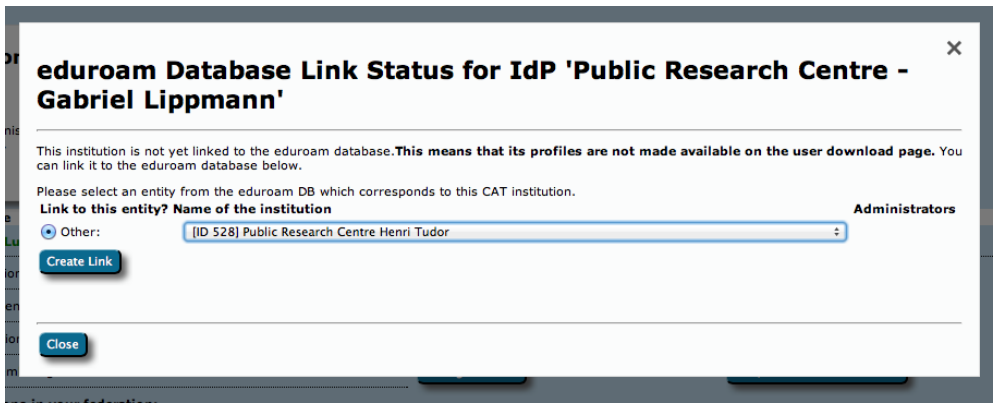 ×
eduroam Database Link Status for IdP 'Public Research Centre -
Gabriel Lippmann'
This institution is not yet linked to the eduroam database.This means that its profiles are not made available on the user download page. You
can link it to the eduroam database below.
Please select an entity from the eduroam DB which corresponds to this CAT institution.
Link to this entity? Name of the institution Administrators
Other: [ID 528] Public Research Centre Henri Tudor
Create Link
Close